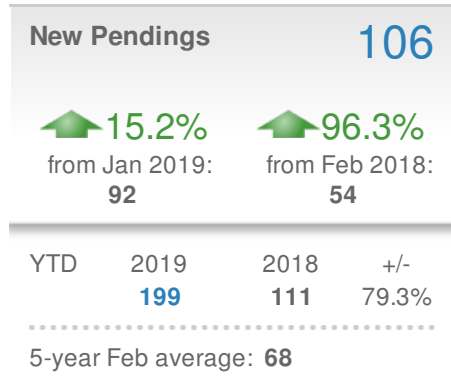 New Pendings 106
15.2% 96.3%
from Jan 2019: from Feb 2018:
92 54
YTD 2019 2018 +/-
199 111 79.3%
5-year Feb average: 68